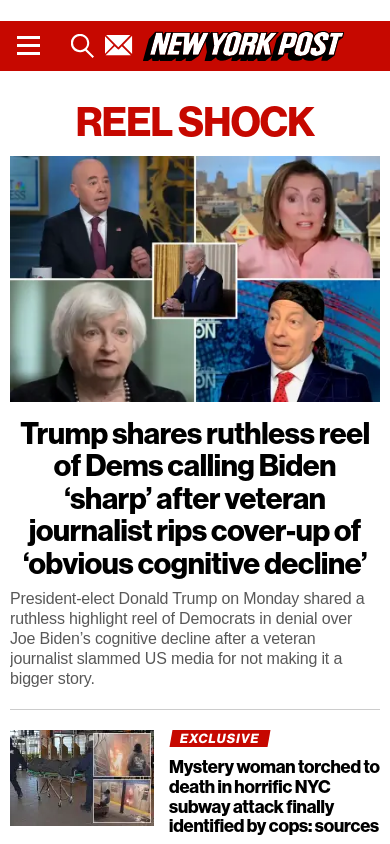 NEW YORK POST
REEL SHOCK
ON
Trump shares ruthless reel
of Dems calling Biden
‘sharp’ after veteran
journalist rips cover-up of
‘obvious cognitive decline’
President-elect Donald Trump on Monday shared a
ruthless highlight reel of Democrats in denial over
Joe Biden’s cognitive decline after a veteran
journalist slammed US media for not making it a
bigger story.
EXCLUSIVE
Mystery woman torched to
death in horrific NYC
subway attack finally
identified by cops: sources